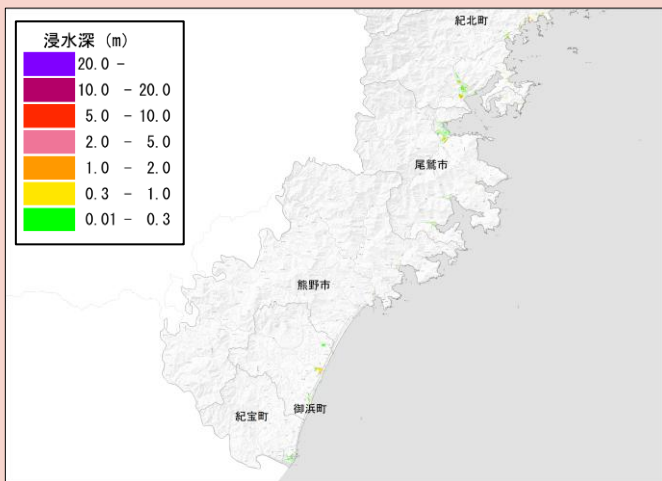 浸水深 (m)
20.0 -
10.0 - 20.0
5.0 - 10.0
2.0 - 5.0
1.0 - 2.0
0.3 - 1.0
0.01 - 0.3
紀北町
尾鷲市
熊野市
御浜町
紀宝町